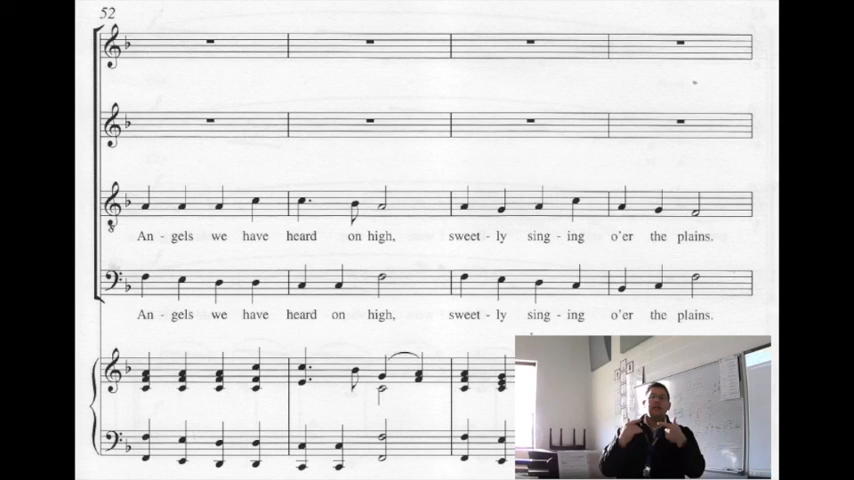 52
An - gels we have heard on high, sweet - ly sing - ing o'er the plains.
An - gels we have heard on high, sweet - ly sing - ing o'er the plains.